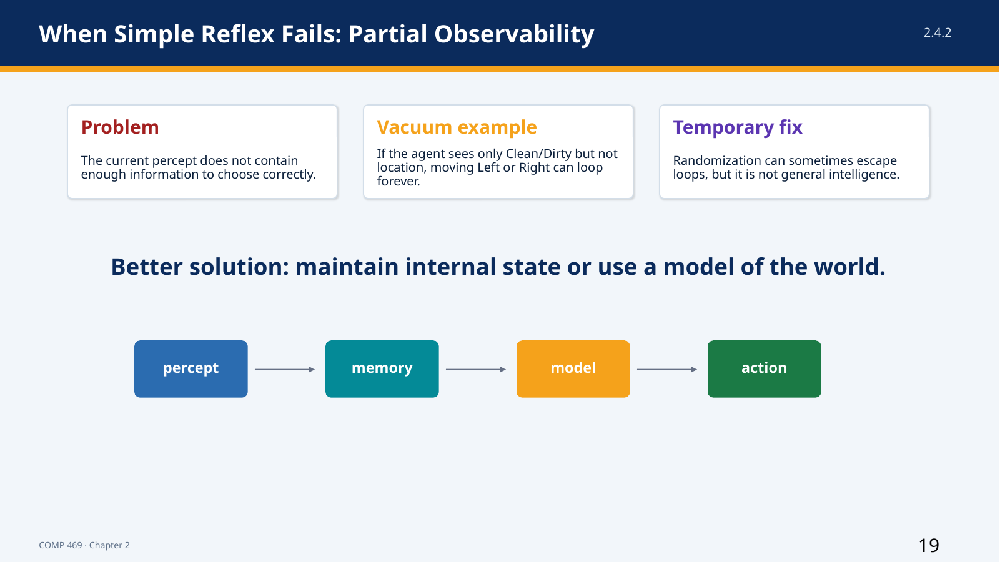 When Simple Reflex Fails: Partial Observability
2.4.2
Problem
The current percept does not contain
enough information to choose correctly.
Vacuum example
If the agent sees only Clean/Dirty but not
location, moving Left or Right can loop
forever.
Temporary fix
Randomization can sometimes escape
loops, but it is not general intelligence.
Better solution: maintain internal state or use a model of the world.
percept
memory
model
action
COMP 469 · Chapter 2
19